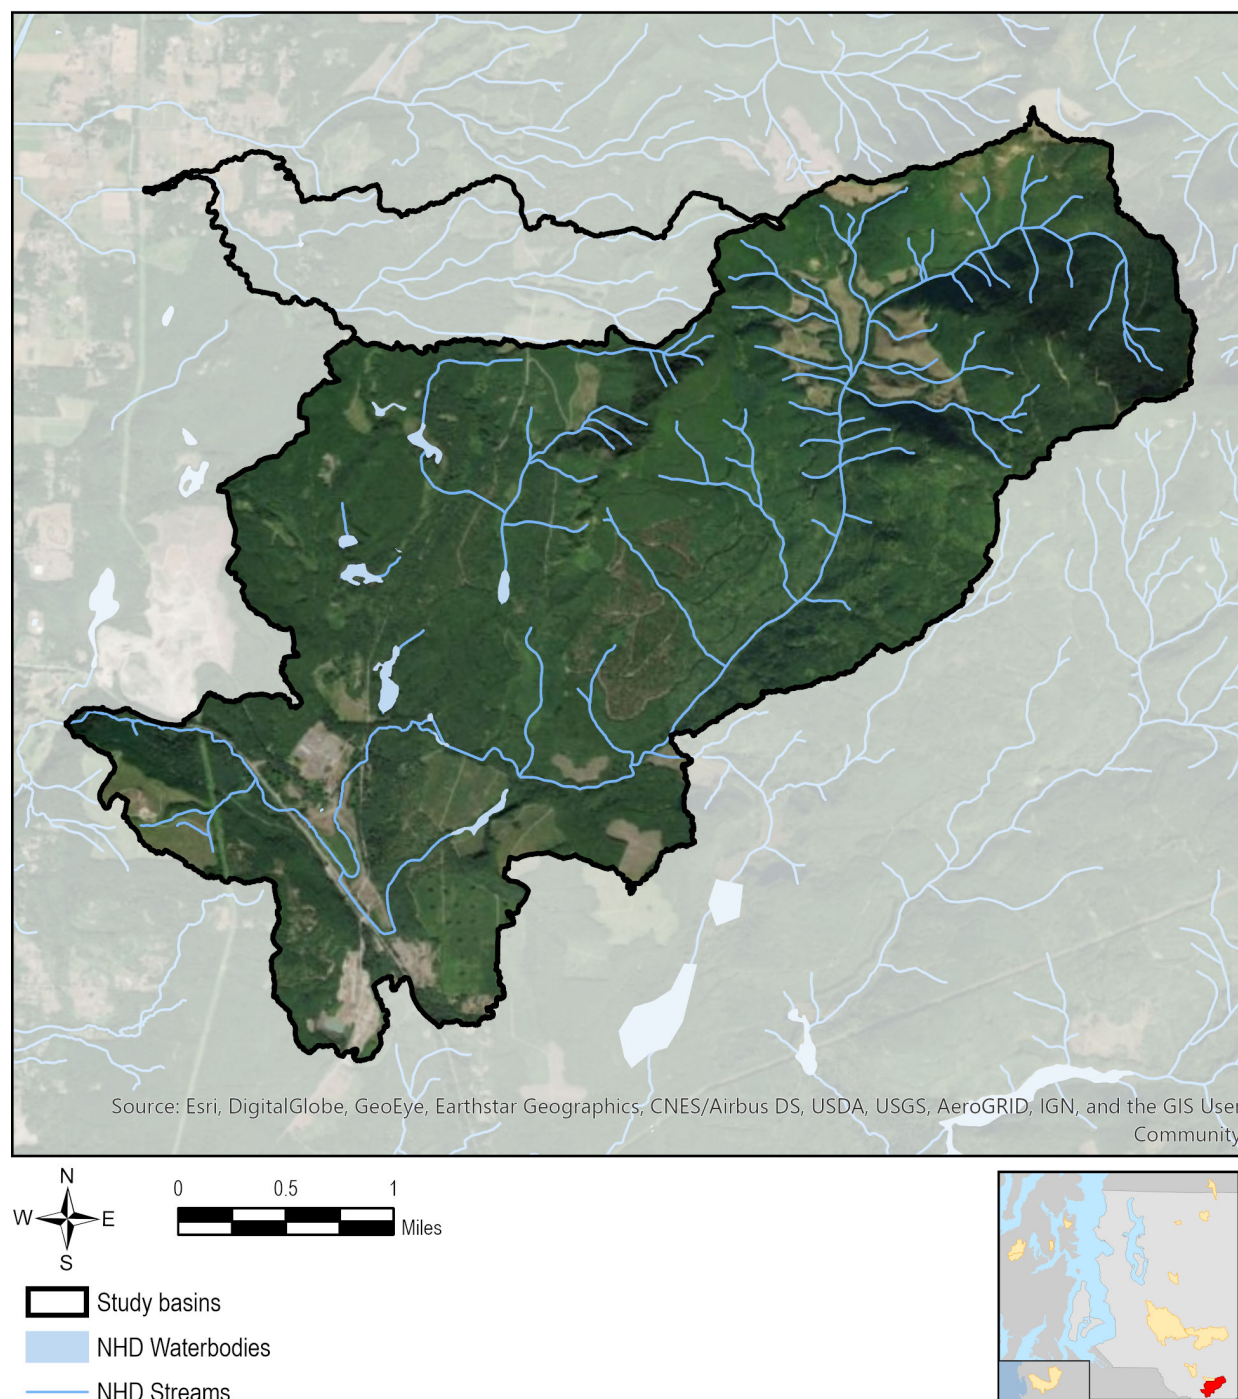 Source: Esri, DigitalGlobe, GeoEye, Earthstar Geographics, CNES/Airbus DS, USDA, USGS, AeroGRID, IGN, and the GIS User
Community
N
W E
S
0 0.5 1
Miles
Study basins
NHD Waterbodies
NHD Streams